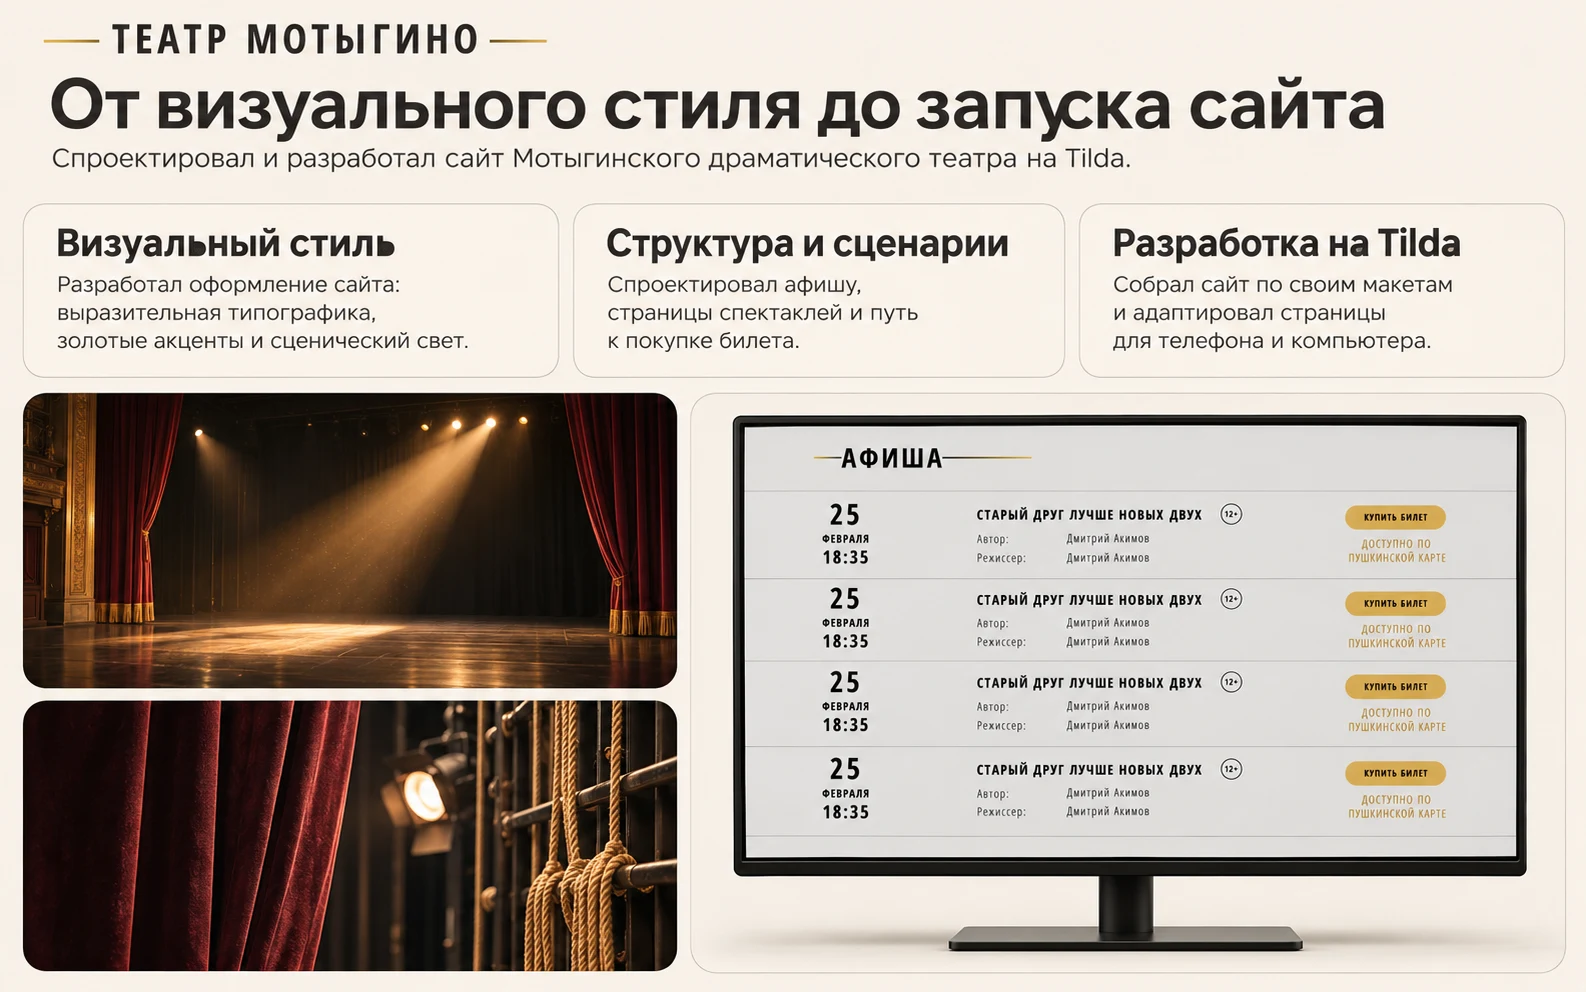 ТЕАТР МОТЫГИНО
От визуального стиля до запуска сайта
Спроектировал и разработал сайт Мотыгинского драматического театра на Tilda.
Визуальный стиль
Разработал оформление сайта:
выразительная типографика,
золотые акценты и сценический свет.
Структура и сценарии
Спроектировал афишу,
страницы спектаклей и путь
к покупке билета.
Разработка на Tilda
Собрал сайт по своим макетам
и адаптировал страницы
для телефона и компьютера.
АФИША
25
ФЕВРАЛЯ
18:35
СТАРЫЙ ДРУГ ЛУЧШЕ НОВЫХ ДВУХ 12+
Автор: Дмитрий Акимов
Режиссер: Дмитрий Акимов
КУПИТЬ БИЛЕТ
ДОСТУПНО ПО
ПУШКИНСКОЙ КАРТЕ
25
ФЕВРАЛЯ
18:35
СТАРЫЙ ДРУГ ЛУЧШЕ НОВЫХ ДВУХ 12+
Автор: Дмитрий Акимов
Режиссер: Дмитрий Акимов
КУПИТЬ БИЛЕТ
ДОСТУПНО ПО
ПУШКИНСКОЙ КАРТЕ
25
ФЕВРАЛЯ
18:35
СТАРЫЙ ДРУГ ЛУЧШЕ НОВЫХ ДВУХ 12+
Автор: Дмитрий Акимов
Режиссер: Дмитрий Акимов
КУПИТЬ БИЛЕТ
ДОСТУПНО ПО
ПУШКИНСКОЙ КАРТЕ
25
ФЕВРАЛЯ
18:35
СТАРЫЙ ДРУГ ЛУЧШЕ НОВЫХ ДВУХ 12+
Автор: Дмитрий Акимов
Режиссер: Дмитрий Акимов
КУПИТЬ БИЛЕТ
ДОСТУПНО ПО
ПУШКИНСКОЙ КАРТЕ